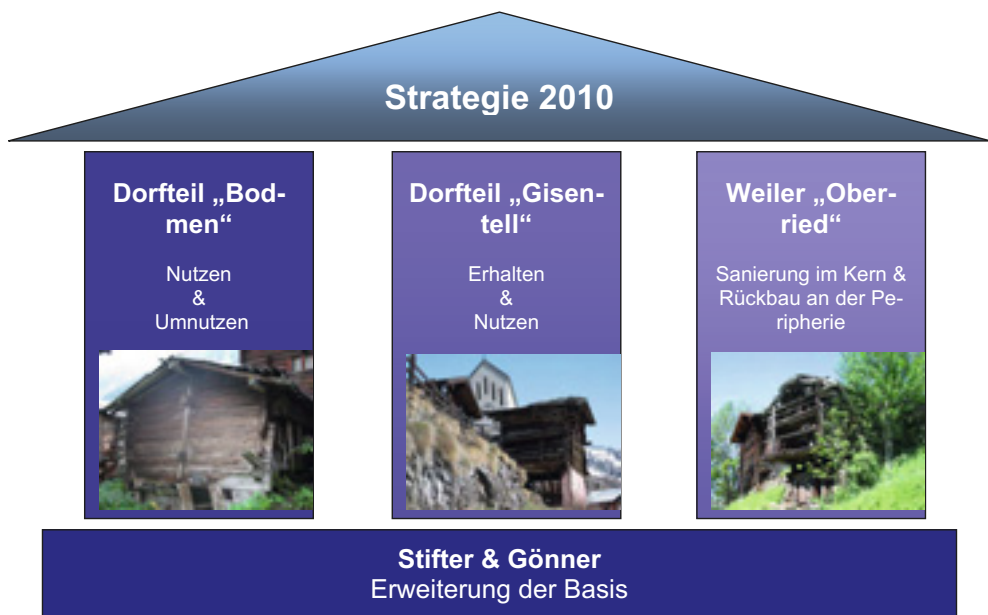 Strategie 2010
Dorfteil „Bod-
men“
Nutzen
&
Umnutzen
Dorfteil „Gisen-
tell“
Erhalten
&
Nutzen
Weiler „Ober-
ried“
Sanierung im Kern &
Rückbau an der Pe-
ripherie
Stifter & Gönner
Erweiterung der Basis